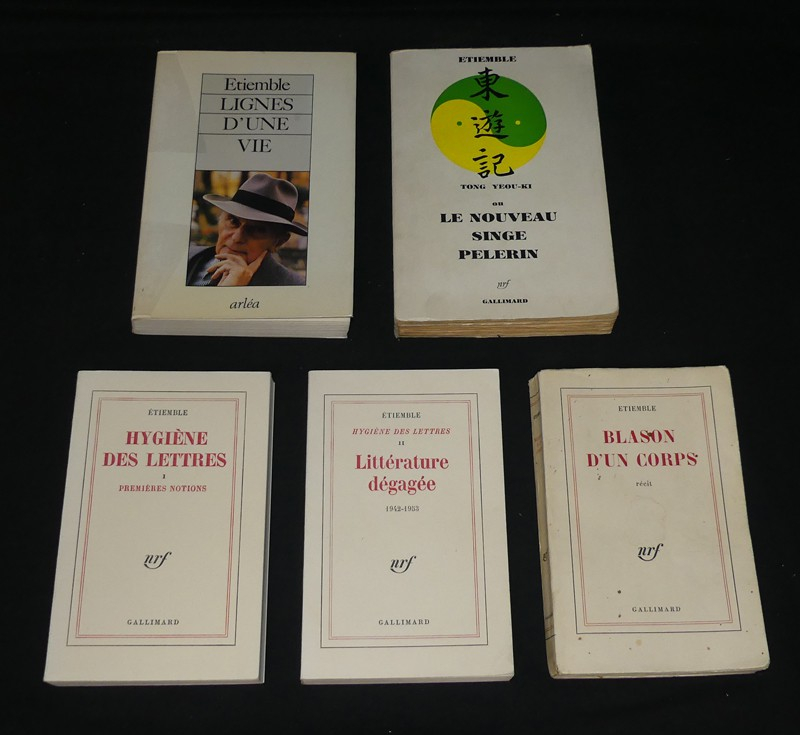 Etiemble
LIGNES
D'UNE
VIE
arléa
ETIEMBLE
東
遊
記
TONG YEOU-KI
ou
LE NOUVEAU
SINGE
PELERIN
nrf
GALLIMARD
ÉTIEMBLE
HYGIÈNE
DES LETTRES
I
PREMIÈRES NOTIONS
nrf
GALLIMARD
ÉTIEMBLE
HYGIÈNE DES LETTRES
II
Littérature
dégagée
1942-1953
nrf
GALLIMARD
ÉTIEMBLE
BLASON
D'UN CORPS
récit
nrf
GALLIMARD